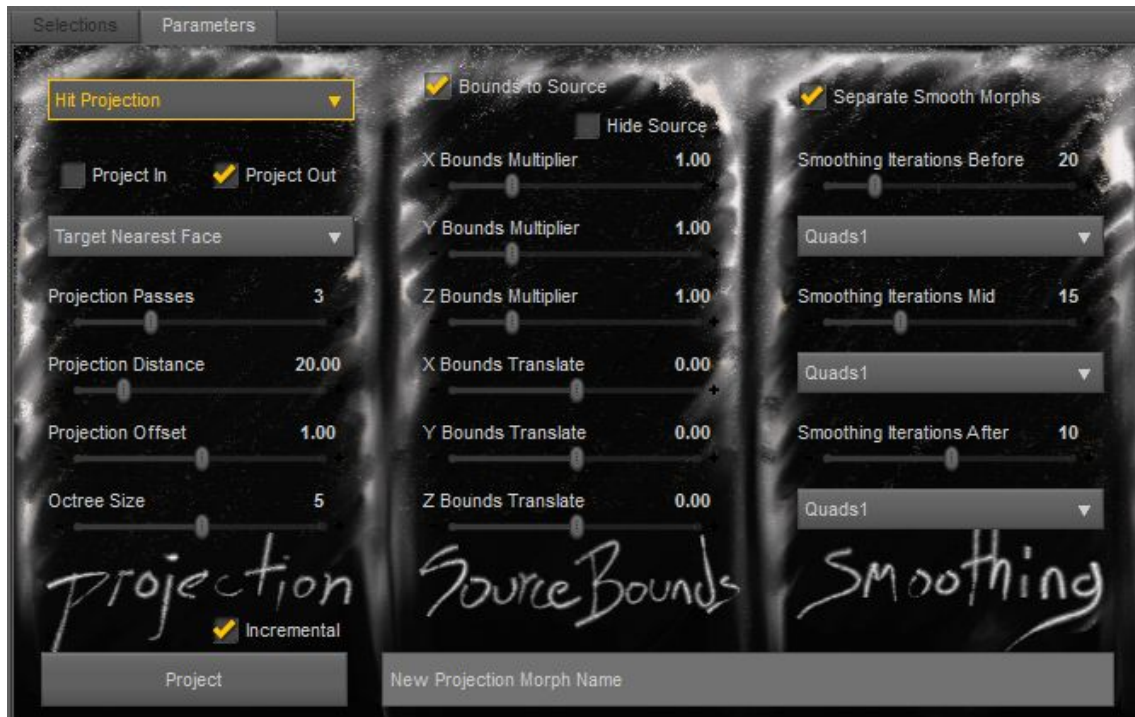 Selections Parameters
Hit Projection
Project In Project Out
Target Nearest Face
Projection Passes 3
Projection Distance 20.00
Projection Offset 1.00
Octree Size 5
Projection
Incremental
Project
Bounds to Source
Hide Source
X Bounds Multiplier 1.00
Y Bounds Multiplier 1.00
Z Bounds Multiplier 1.00
X Bounds Translate 0.00
Y Bounds Translate 0.00
Z Bounds Translate 0.00
Source Bounds
New Projection Morph Name
Separate Smooth Morphs
Smoothing Iterations Before 20
Quads1
Smoothing Iterations Mid 15
Quads1
Smoothing Iterations After 10
Quads1
Smoothing